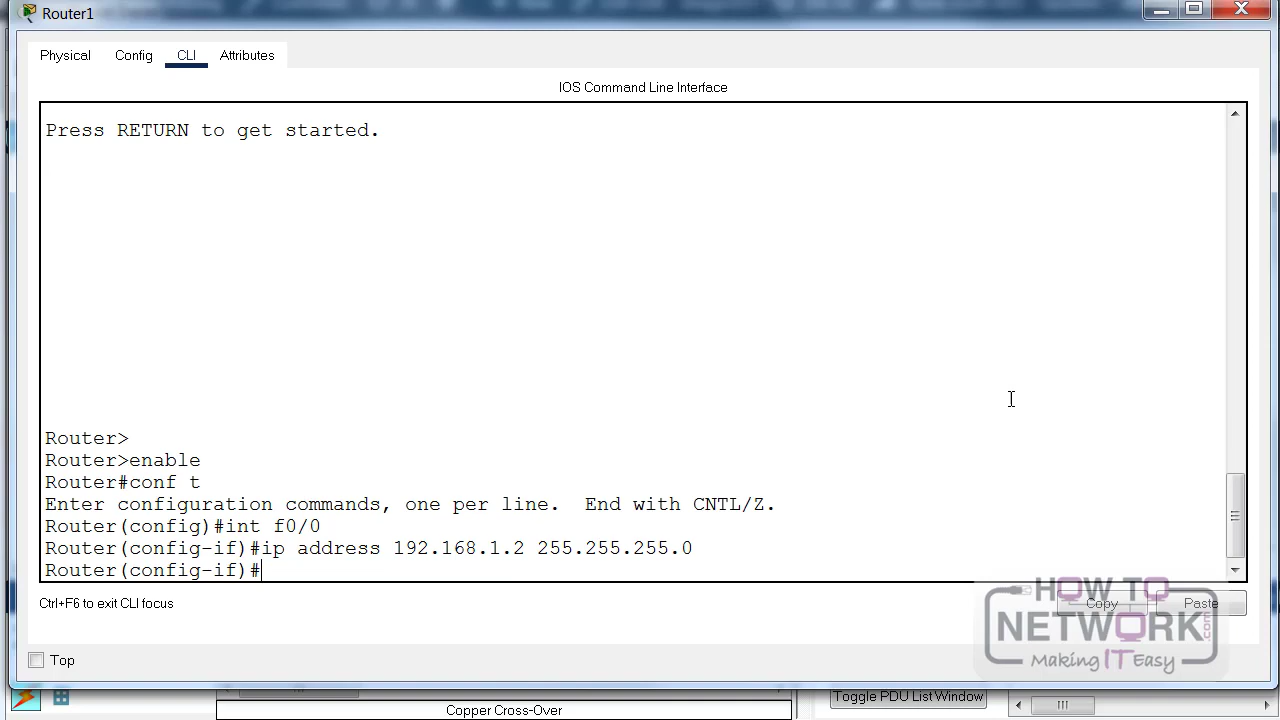 Router1
Physical Config CLI Attributes
IOS Command Line Interface
Press RETURN to get started.
Router>
Router>enable
Router#conf t
Enter configuration commands, one per line.  End with CNTL/Z.
Router(config)#int f0/0
Router(config-if)#ip address 192.168.1.2 255.255.255.0
Router(config-if)#
Ctrl+F6 to exit CLI focus
Copy Paste
HOW TO
NETWORK.com
Making IT Easy
Top
Toggle PDU List Window
Copper Cross-Over